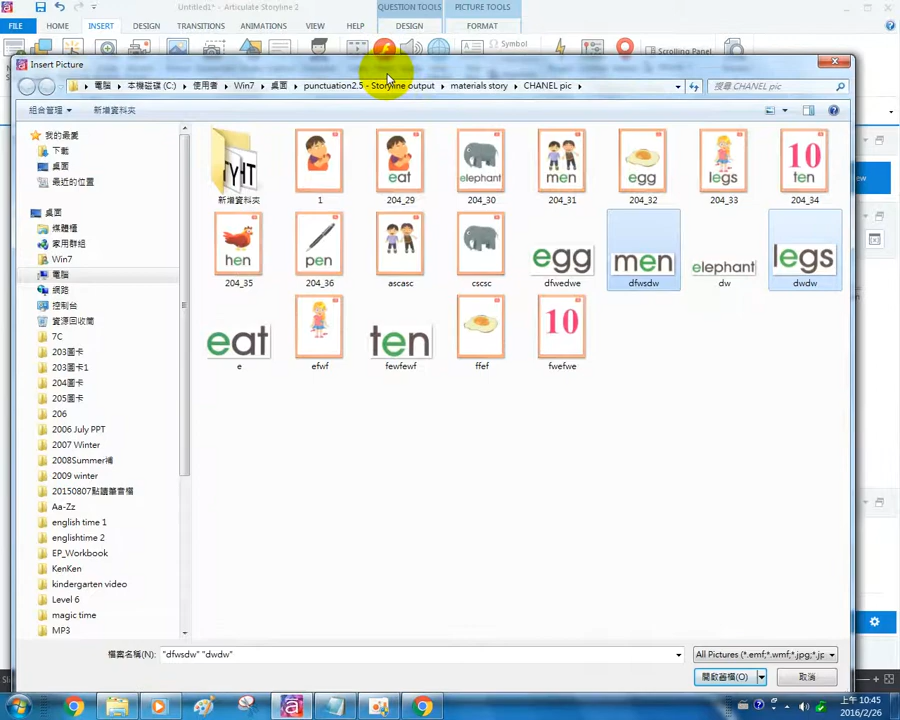 Untitled1* - Articulate Storyline 2
QUESTION TOOLS
PICTURE TOOLS
FILE
HOME
INSERT
DESIGN
TRANSITIONS
ANIMATIONS
VIEW
HELP
DESIGN
FORMAT
Symbol
Scrolling Panel
Insert Picture
電腦
本機磁碟 (C:)
使用者
Win7
桌面
punctuation2.5 - Storyline output
materials story
CHANEL pic
搜尋 CHANEL pic
組合管理
新增資料夾
我的最愛
下載
桌面
最近的位置
桌面
媒體櫃
家用群組
Win7
電腦
網路
控制台
資源回收筒
7C
203圖卡
203圖卡1
204圖卡
205圖卡
206
2006 July PPT
2007 Winter
2008Summer補
2009 winter
20150807點讀筆音檔
Aa-Zz
english time 1
englishtime 2
EP_Workbook
KenKen
kindergarten video
Level 6
magic time
MP3
eat
elephant
men
egg
legs
10
ten
新增資料夾
1
204_29
204_30
204_31
204_32
204_33
204_34
hen
pen
egg
men
elephant
legs
204_35
204_36
ascasc
cscsc
dfwedwe
dfwsdw
dw
dwdw
eat
ten
10
e
efwf
fewfewf
ffef
fwefwe
檔案名稱(N):
"dfwsdw" "dwdw"
All Pictures (*.emf;*.wmf;*.jpg;*.jp
開啟舊檔(O)
取消
上午 10:45
2016/2/26